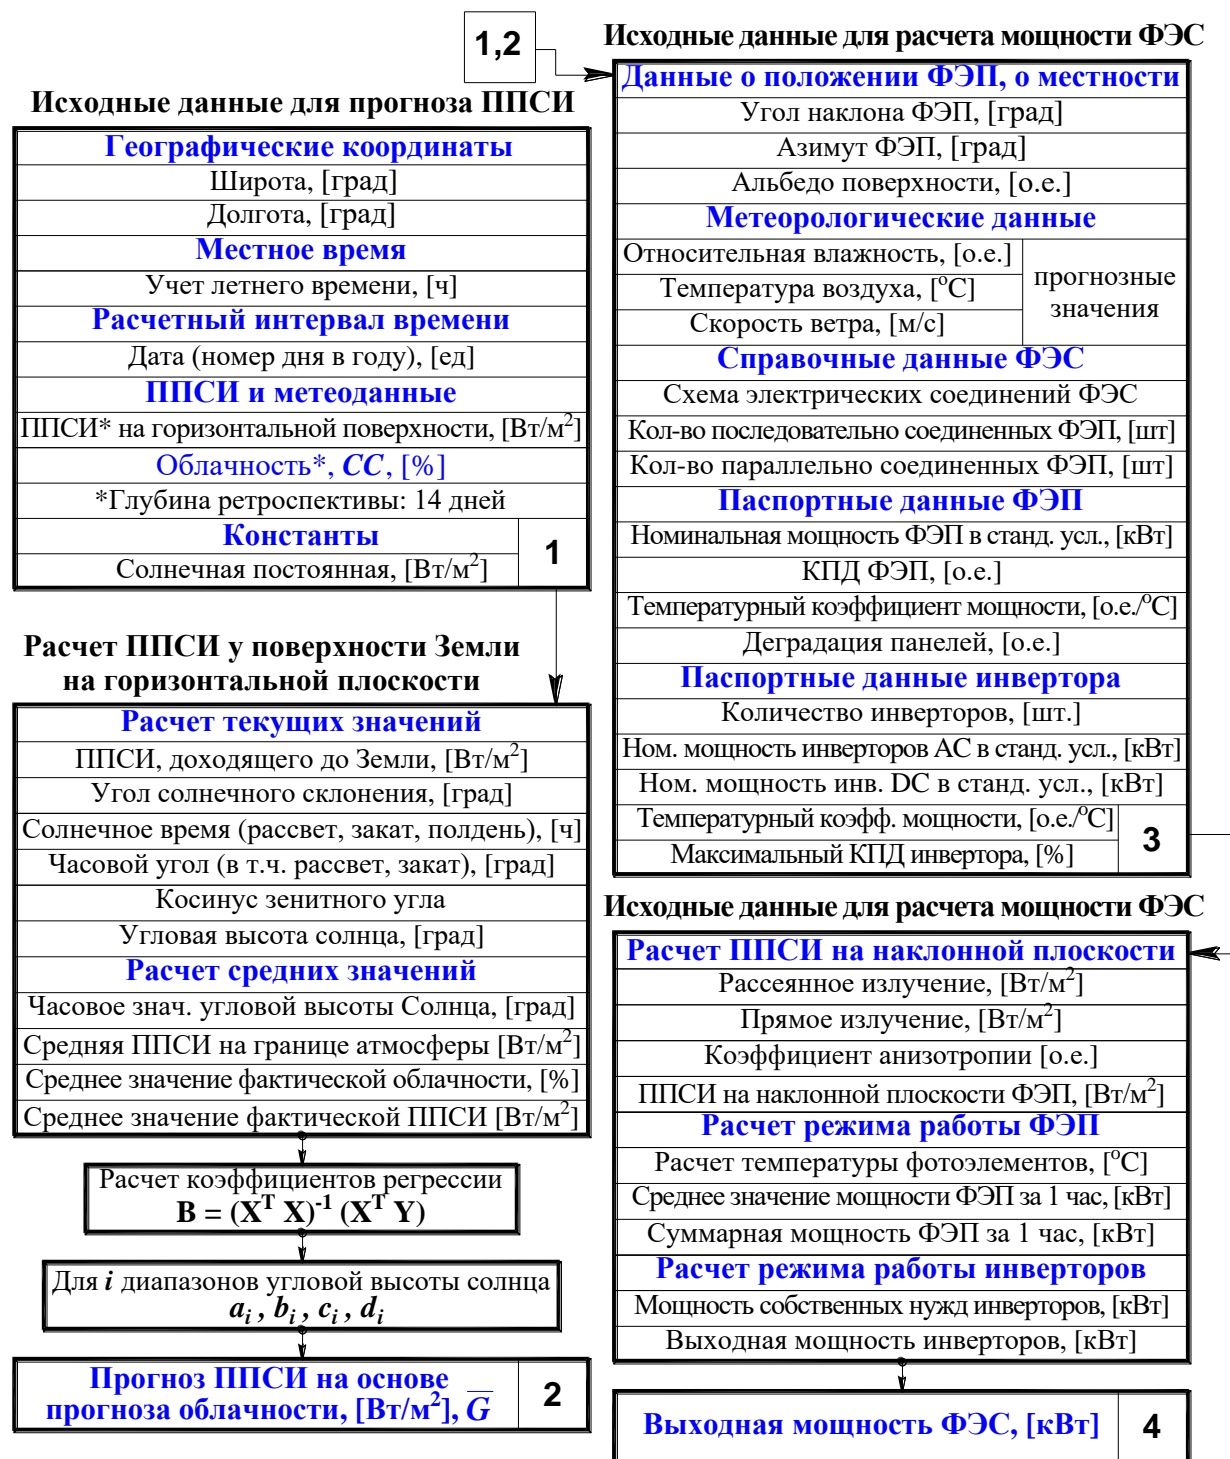 Исходные данные для прогноза ППСИ
Географические координаты
Широта, [град]
Долгота, [град]
Местное время
Учет летнего времени, [ч]
Расчетный интервал времени
Дата (номер дня в году), [ед]
ППСИ и метеоданные
ППСИ* на горизонтальной поверхности, [Вт/м²]
Облачность*, CC, [%]
*Глубина ретроспективы: 14 дней
Константы
Солнечная постоянная, [Вт/м²]
1
Расчет ППСИ у поверхности Земли
на горизонтальной плоскости
Расчет текущих значений
ППСИ, доходящего до Земли, [Вт/м²]
Угол солнечного склонения, [град]
Солнечное время (рассвет, закат, полдень), [ч]
Часовой угол (в т.ч. рассвет, закат), [град]
Косинус зенитного угла
Угловая высота солнца, [град]
Расчет средних значений
Часовое знач. угловой высоты Солнца, [град]
Средняя ППСИ на границе атмосферы [Вт/м²]
Среднее значение фактической облачности, [%]
Среднее значение фактической ППСИ [Вт/м²]
Расчет коэффициентов регрессии
B = (Xᵀ X)⁻¹ (Xᵀ Y)
Для i диапазонов угловой высоты солнца
aᵢ , bᵢ , cᵢ , dᵢ
Прогноз ППСИ на основе
прогноза облачности, [Вт/м²], G̅
2
1,2
Исходные данные для расчета мощности ФЭС
Данные о положении ФЭП, о местности
Угол наклона ФЭП, [град]
Азимут ФЭП, [град]
Альбедо поверхности, [о.е.]
Метеорологические данные
Относительная влажность, [о.е.]
Температура воздуха, [°С]
Скорость ветра, [м/с]
прогнозные
значения
Справочные данные ФЭС
Схема электрических соединений ФЭС
Кол-во последовательно соединенных ФЭП, [шт]
Кол-во параллельно соединенных ФЭП, [шт]
Паспортные данные ФЭП
Номинальная мощность ФЭП в станд. усл., [кВт]
КПД ФЭП, [о.е.]
Температурный коэффициент мощности, [о.е./°С]
Деградация панелей, [о.е.]
Паспортные данные инвертора
Количество инверторов, [шт.]
Ном. мощность инверторов АС в станд. усл., [кВт]
Ном. мощность инв. DC в станд. усл., [кВт]
Температурный коэфф. мощности, [о.е./°С]
Максимальный КПД инвертора, [%]
3
Исходные данные для расчета мощности ФЭС
Расчет ППСИ на наклонной плоскости
Рассеянное излучение, [Вт/м²]
Прямое излучение, [Вт/м²]
Коэффициент анизотропии [о.е.]
ППСИ на наклонной плоскости ФЭП, [Вт/м²]
Расчет режима работы ФЭП
Расчет температуры фотоэлементов, [°С]
Среднее значение мощности ФЭП за 1 час, [кВт]
Суммарная мощность ФЭП за 1 час, [кВт]
Расчет режима работы инверторов
Мощность собственных нужд инверторов, [кВт]
Выходная мощность инверторов, [кВт]
Выходная мощность ФЭС, [кВт]
4